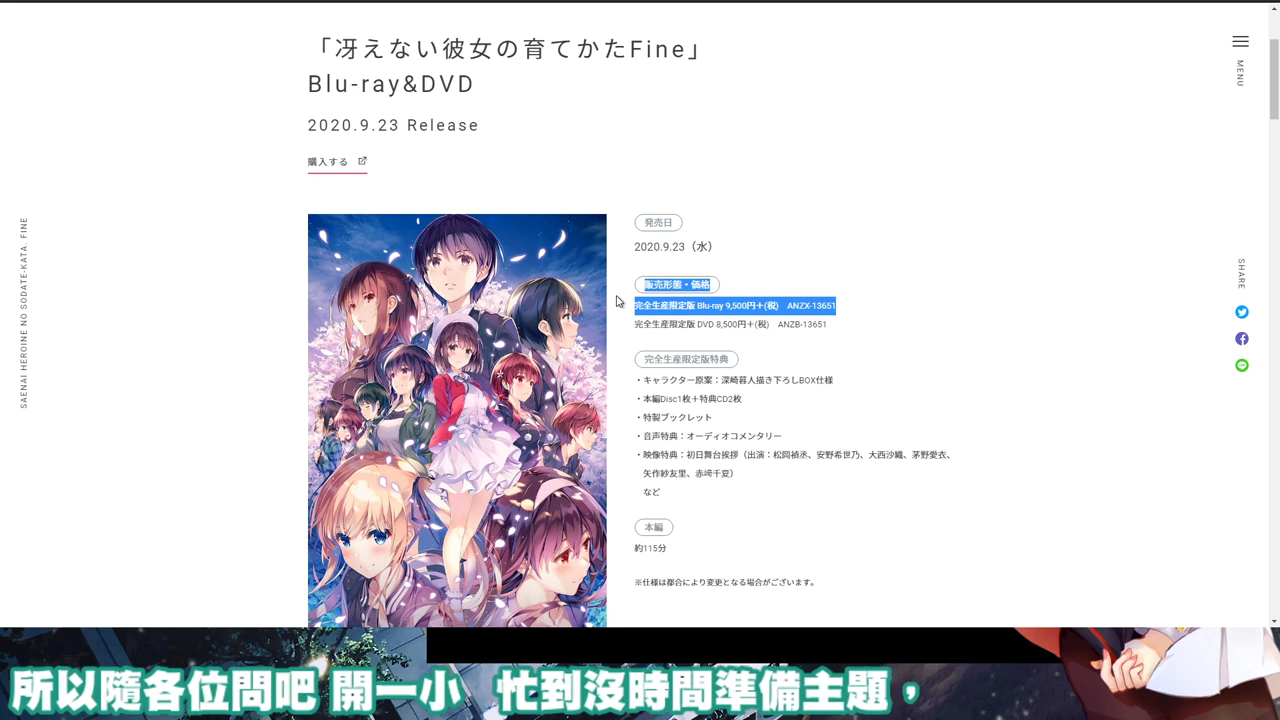 「冴えない彼女の育てかたFine」
Blu-ray&DVD
2020.9.23 Release
購入する
MENU
SAENAI HEROINE NO SODATE-KATA. FINE
SHARE
発売日
2020.9.23（水）
販売形態・価格
完全生産限定版 Blu-ray 9,500円＋(税)　ANZX-13651
完全生産限定版 DVD 8,500円＋(税)　ANZB-13651
完全生産限定版特典
・キャラクター原案：深崎暮人描き下ろしBOX仕様
・本編Disc1枚＋特典CD2枚
・特製ブックレット
・音声特典：オーディオコメンタリー
・映像特典：初日舞台挨拶（出演：松岡禎丞、安野希世乃、大西沙織、茅野愛衣、
矢作紗友里、赤﨑千夏）
など
本編
約115分
※仕様は都合により変更となる場合がございます。
所以隨各位問吧 開一小　忙到沒時間準備主題，